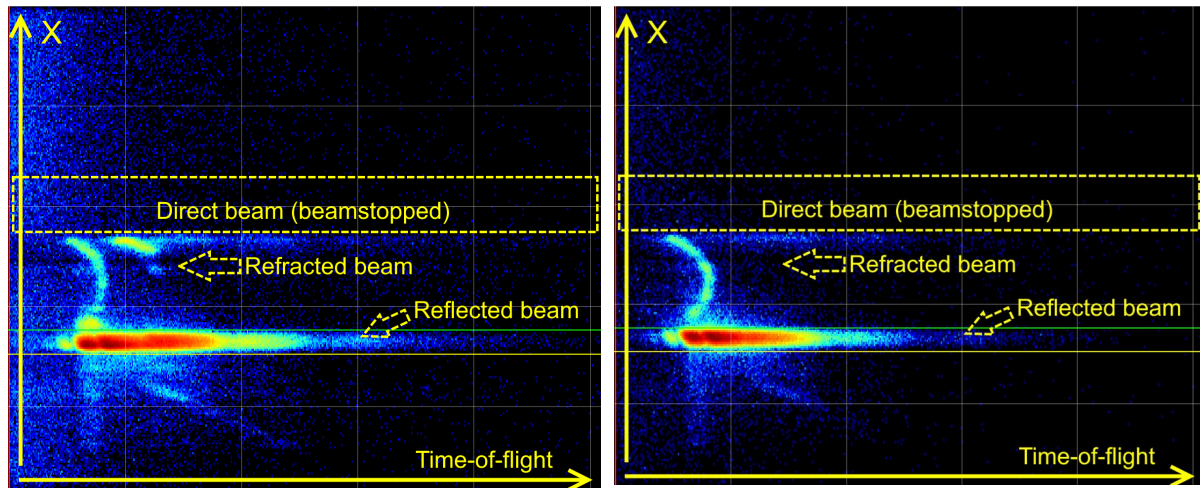 X
Direct beam (beamstopped)
Refracted beam
Reflected beam
Time-of-flight
X
Direct beam (beamstopped)
Refracted beam
Reflected beam
Time-of-flight